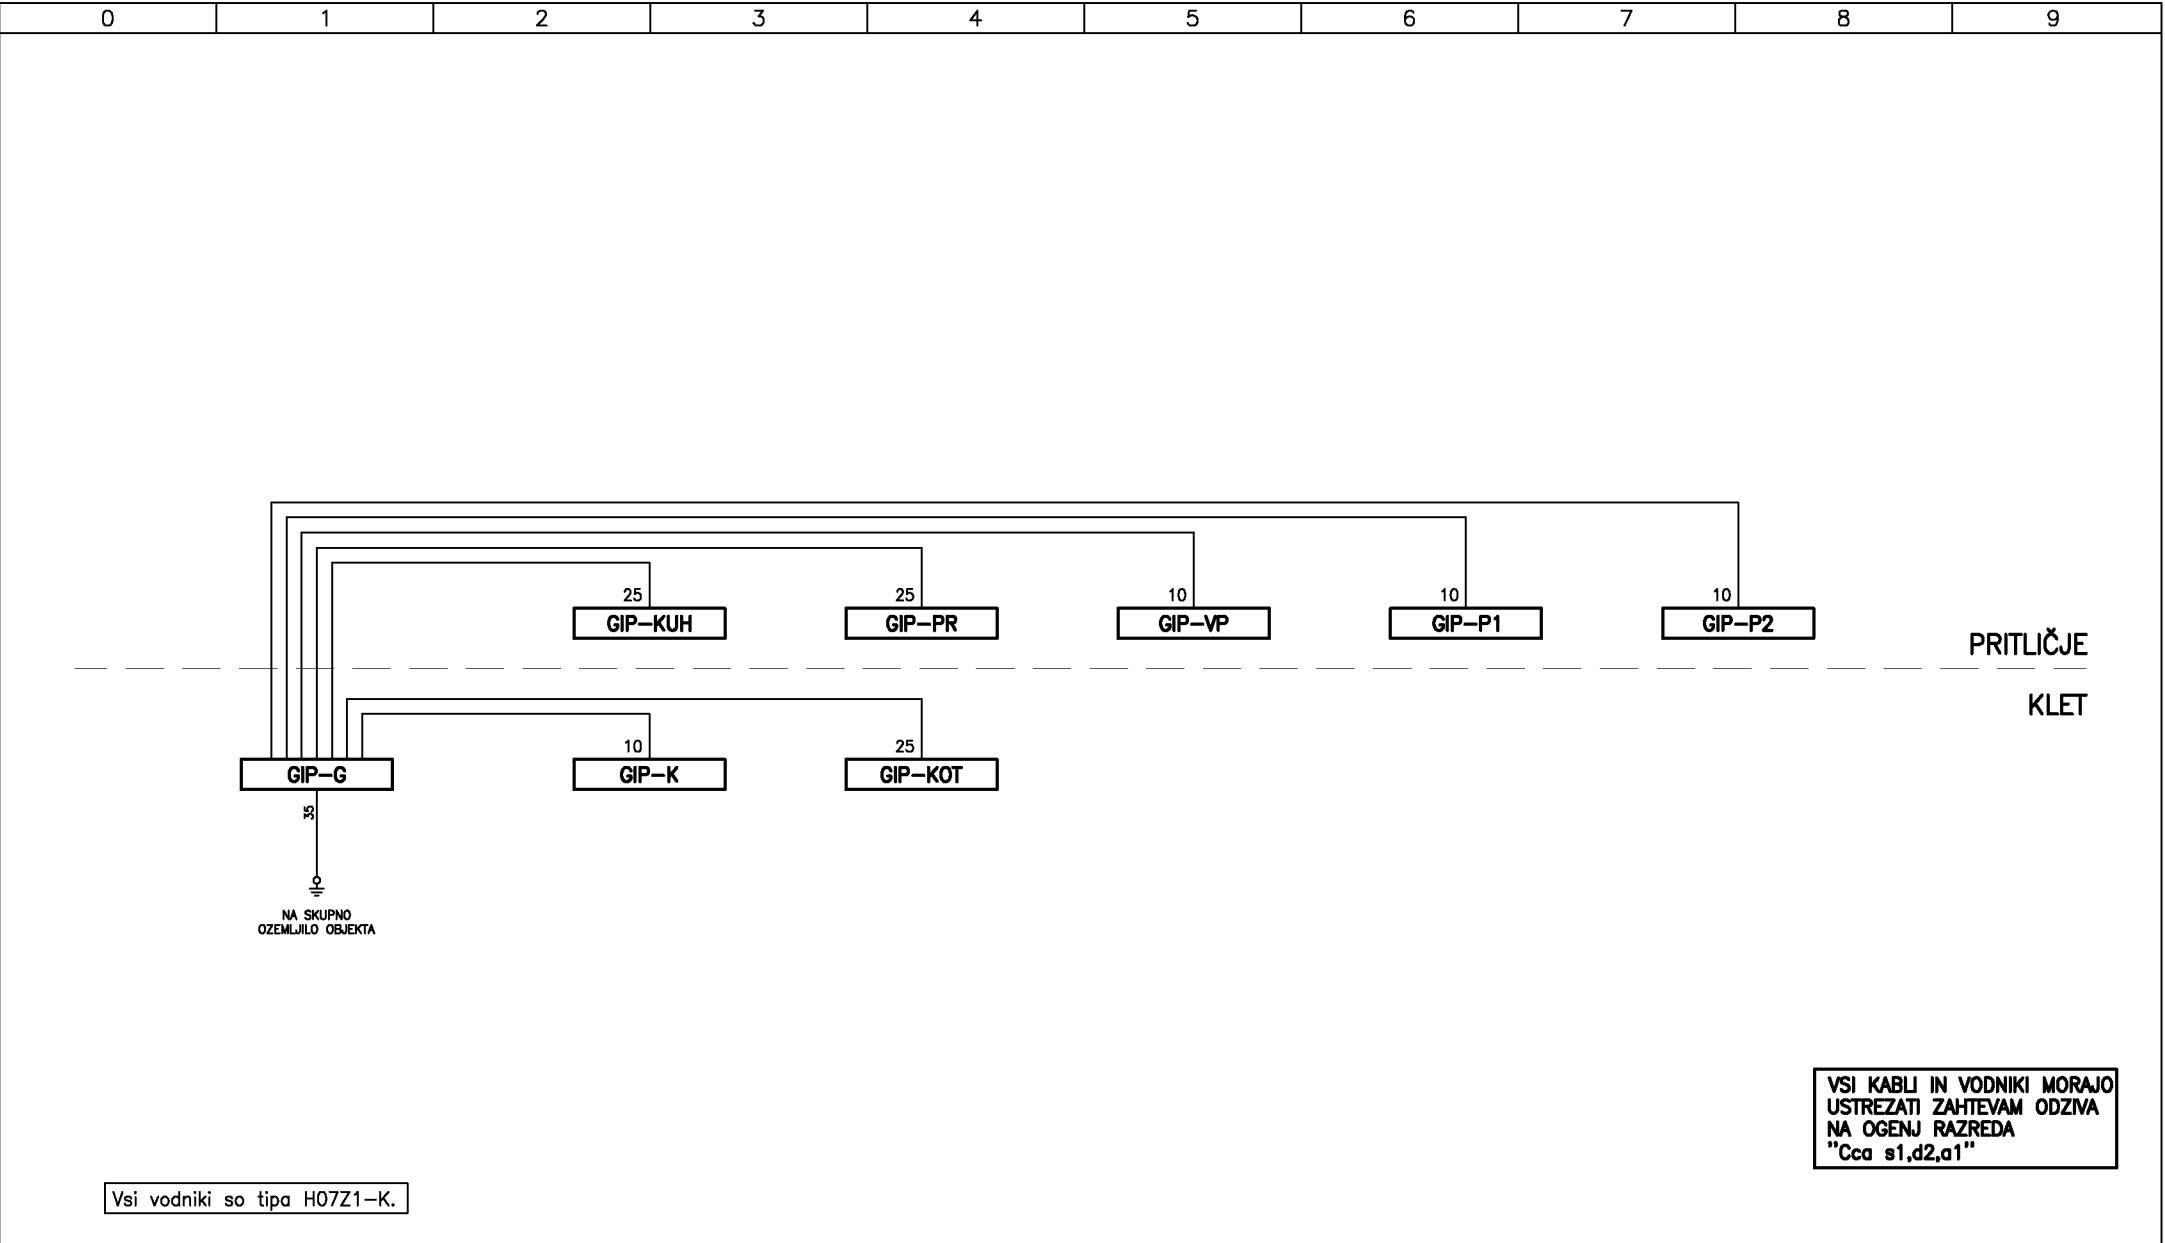 0 1 2 3 4 5 6 7 8 9
25 25 10 10 10
GIP-KUH GIP-PR GIP-VP GIP-P1 GIP-P2
PRITLIČJE
KLET
10 25
GIP-G GIP-K GIP-KOT
35
NA SKUPNO
OZEMLJILO OBJEKTA
VSI KABLI IN VODNIKI MORAJO
USTREZATI ZAHTEVAM ODZIVA
NA OGENJ RAZREDA
"Cca s1,d2,a1"
Vsi vodniki so tipa H07Z1-K.